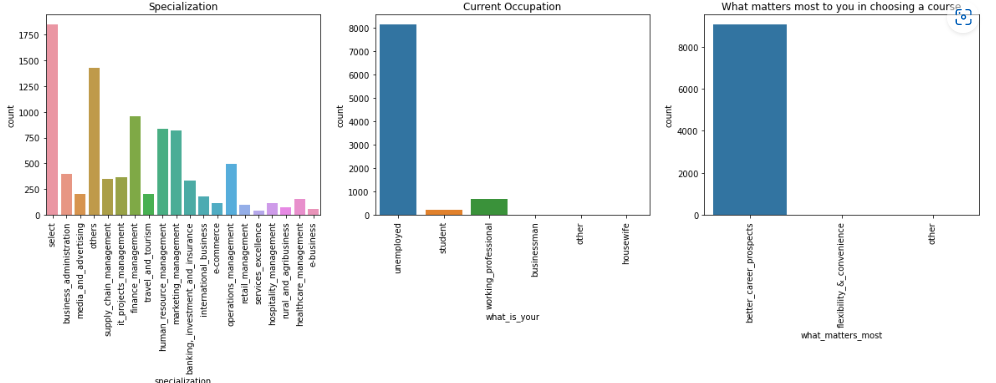 Specialization
count
1750
1500
1250
1000
750
500
250
0
select
business_administration
media_and_advertising
others
supply_chain_management
it_projects_management
finance_management
travel_and_tourism
human_resource_management
marketing_management
banking,_investment_and_insurance
international_business
e-commerce
operations_management
retail_management
services_excellence
hospitality_management
rural_and_agribusiness
healthcare_management
e-business
specialization
Current Occupation
count
8000
7000
6000
5000
4000
3000
2000
1000
0
unemployed
student
working_professional
businessman
other
housewife
what_is_your
What matters most to you in choosing a course
count
8000
6000
4000
2000
0
better_career_prospects
flexibility_&_convenience
other
what_matters_most